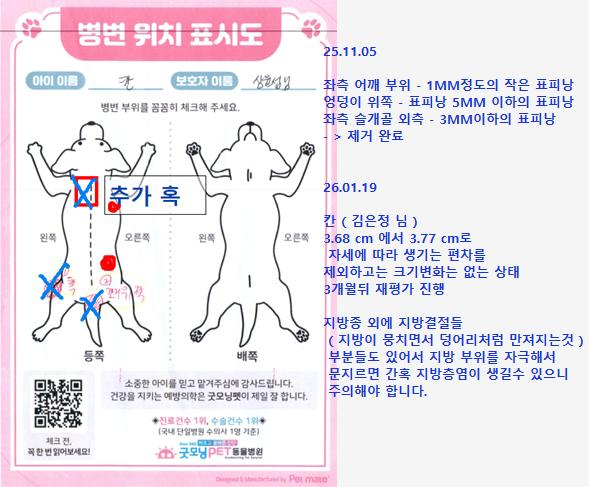 병변 위치 표시도
아이 이름 칸 보호자 이름
병변 부위를 꼼꼼히 체크해 주세요.
추가 혹
왼쪽 오른쪽 왼쪽 오른쪽
등쪽 배쪽
소중한 아이를 믿고 맡겨주심에 감사드립니다.
건강을 지키는 예방의학은 굿모닝펫이 제일 잘 합니다.
진료건수 1위, 수술건수 1위
(국내 단일병원 수의사 1명 기준)
체크 전,
꼭 한 번 읽어보세요!
굿모닝PET동물병원
Designed & Manufactured by Pet mate
25.11.05
좌측 어깨 부위 - 1MM정도의 작은 표피낭
엉덩이 위쪽 - 표피낭 5MM 이하의 표피낭
좌측 슬개골 외측 - 3MM이하의 표피낭
- > 제거 완료
26.01.19
칸 ( 김은정 님 )
3.68 cm 에서 3.77 cm로
자세에 따라 생기는 편차를
제외하고는 크기변화는 없는 상태
3개월뒤 재평가 진행
지방종 외에 지방결절들
( 지방이 뭉치면서 덩어리처럼 만져지는것 )
부분들도 있어서 지방 부위를 자극해서
문지르면 간혹 지방층염이 생길수 있으니
주의해야 합니다.